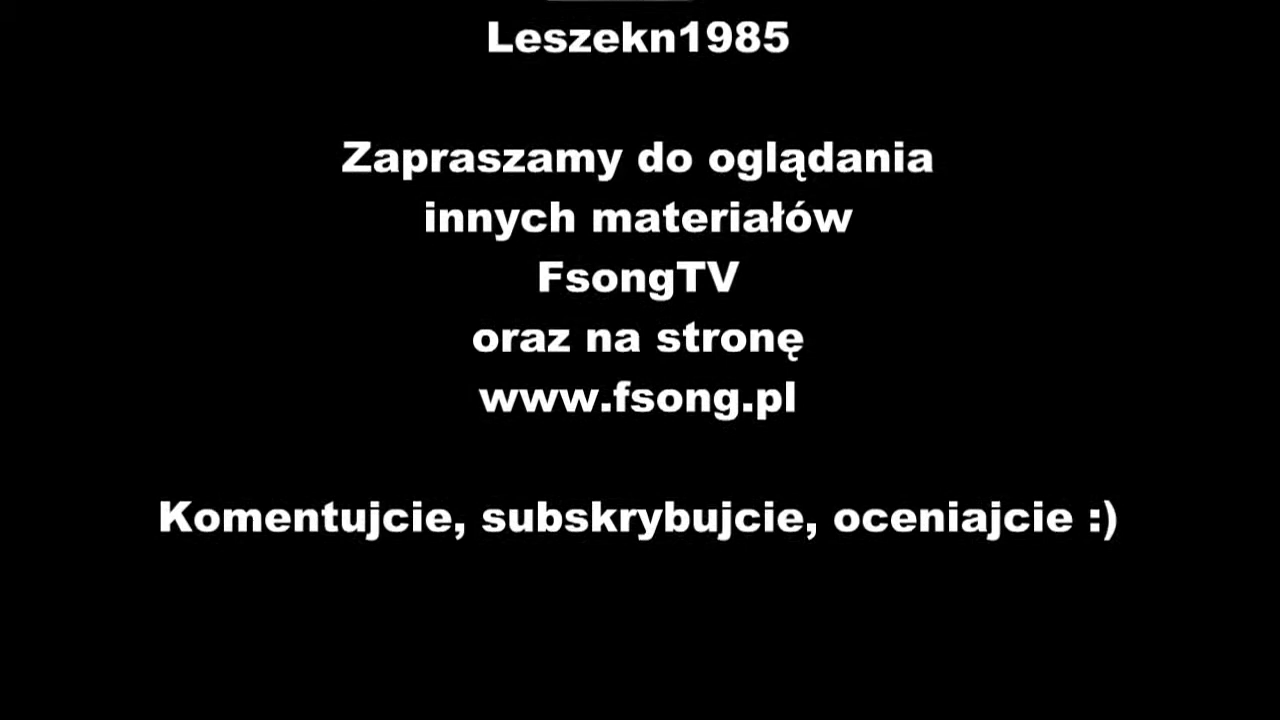 Leszekn1985
Zapraszamy do oglądania
innych materiałów
FsongTV
oraz na stronę
www.fsong.pl
Komentujcie, subskrybujcie, oceniajcie :)